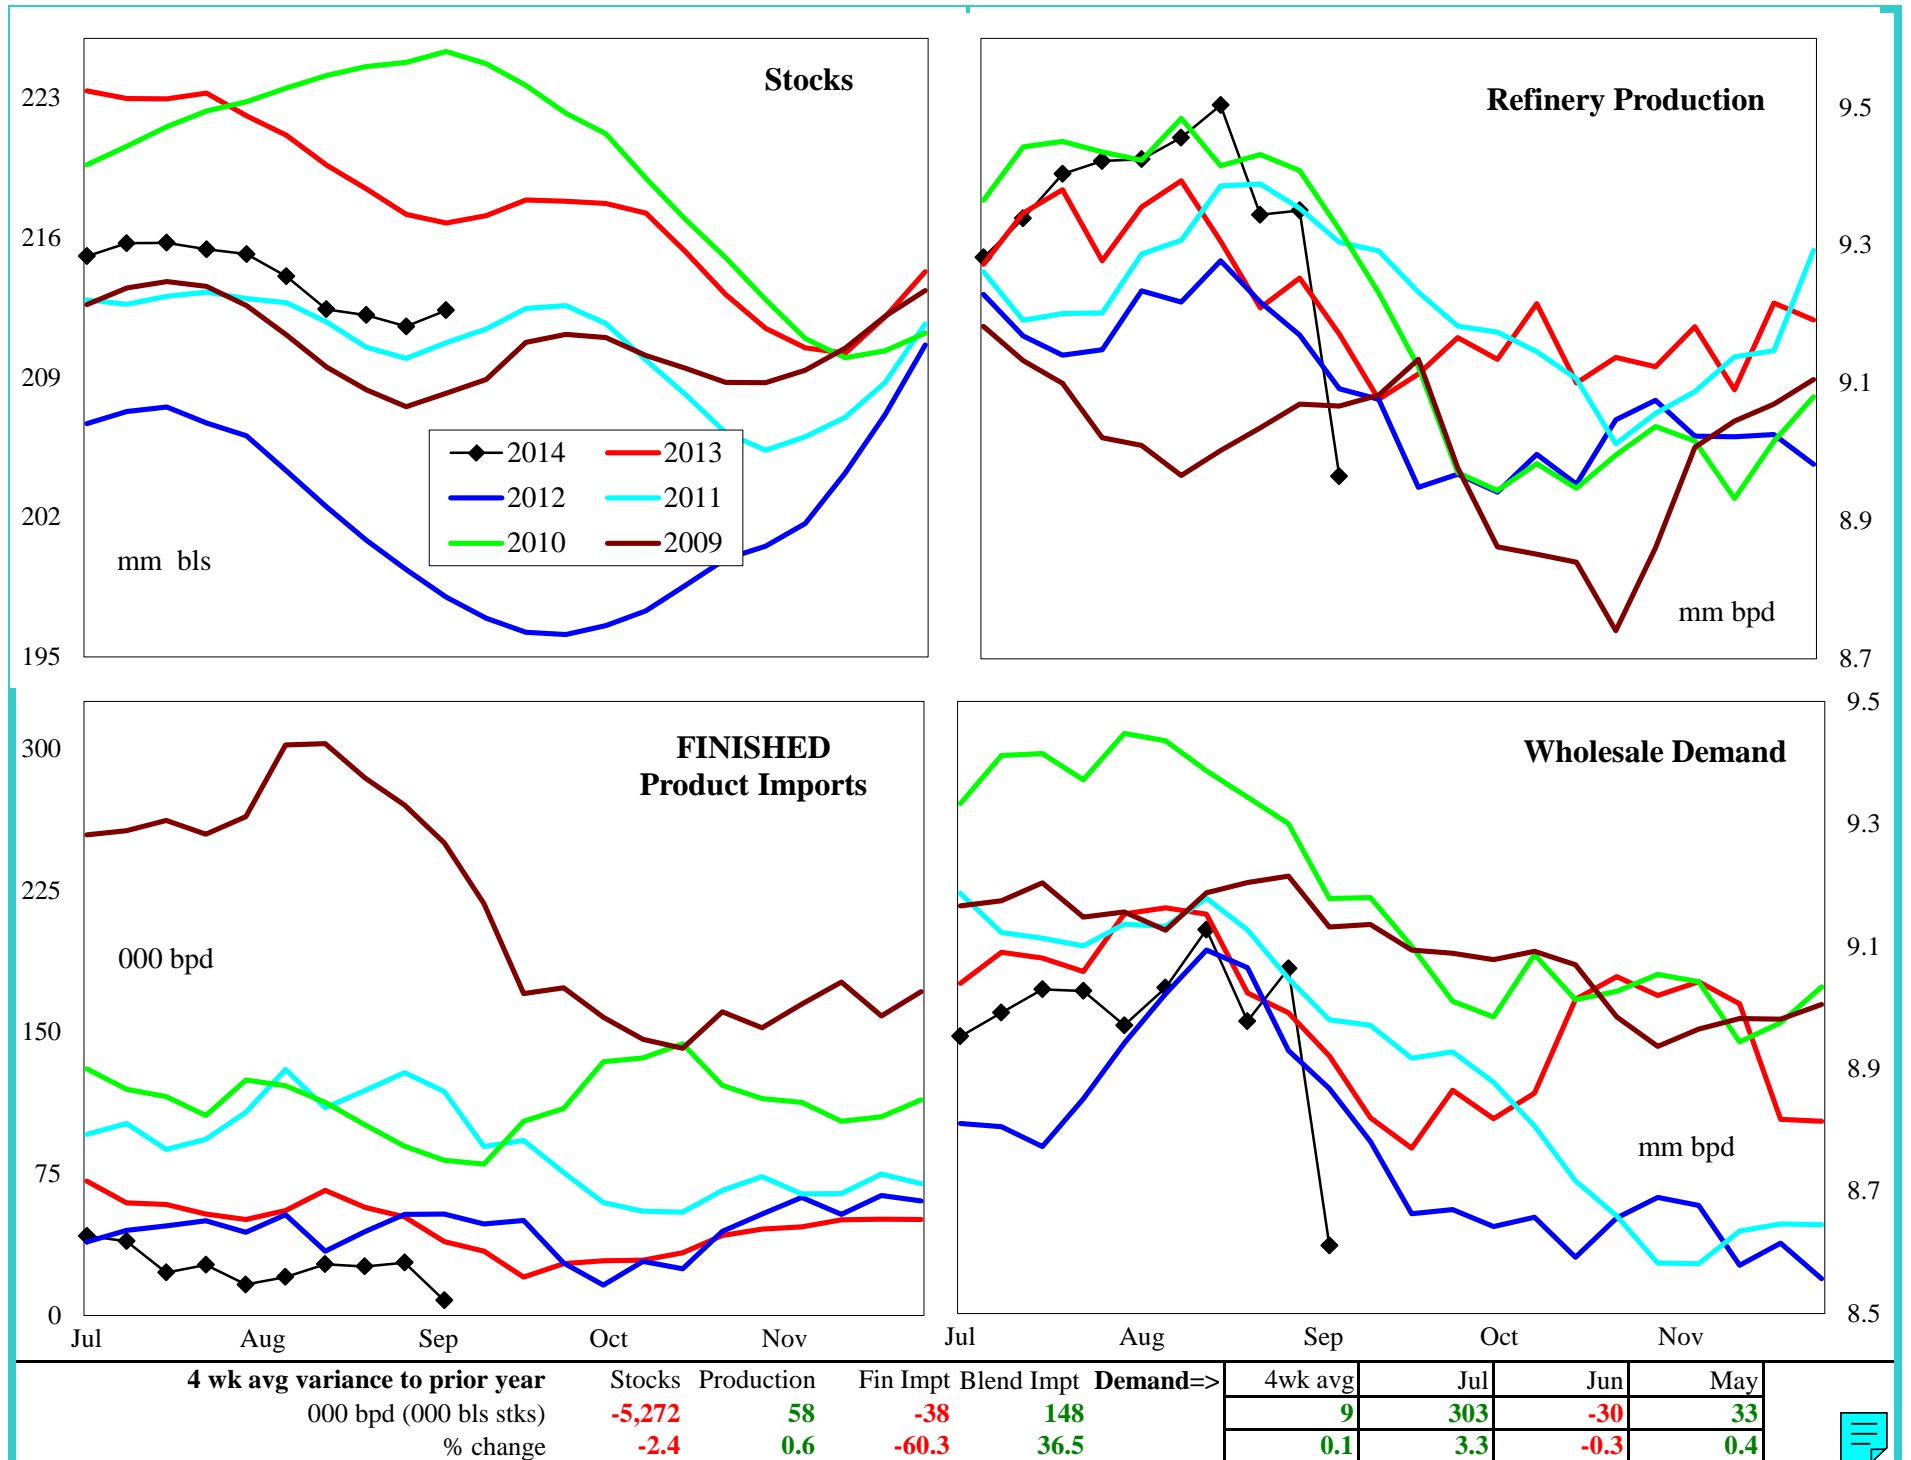 Stocks
223
216
209
202
195
mm bls
2014 2013
2012 2011
2010 2009
Refinery Production
9.5
9.3
9.1
8.9
8.7
mm bpd
FINISHED
Product Imports
300
225
150
75
0
000 bpd
Jul Aug Sep Oct Nov
Wholesale Demand
9.5
9.3
9.1
8.9
8.7
8.5
mm bpd
Jul Aug Sep Oct Nov
4 wk avg variance to prior year Stocks Production Fin Impt Blend Impt Demand=> 4wk avg Jul Jun May
000 bpd (000 bls stks) -5,272 58 -38 148 9 303 -30 33
% change -2.4 0.6 -60.3 36.5 0.1 3.3 -0.3 0.4